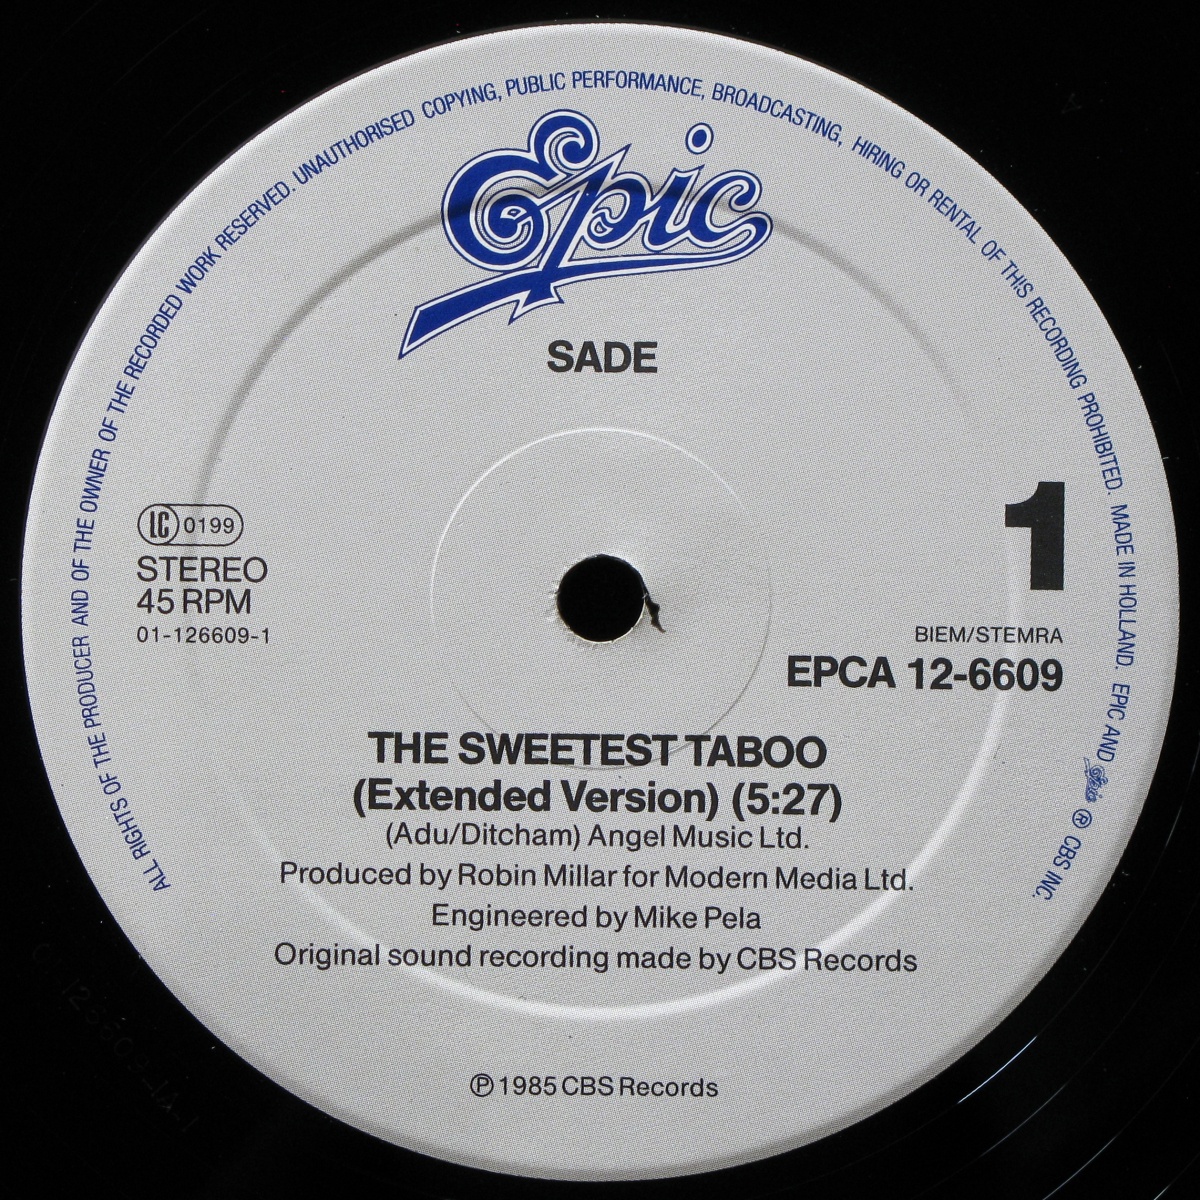 ALL RIGHTS OF THE PRODUCER AND OF THE OWNER OF THE RECORDED WORK RESERVED. UNAUTHORISED COPYING, PUBLIC PERFORMANCE, BROADCASTING, HIRING OR RENTAL OF THIS RECORDING PROHIBITED. MADE IN HOLLAND. EPIC AND Epic ® CBS INC.
Epic
SADE
LC 0199
STEREO
45 RPM
01-126609-1
1
BIEM/STEMRA
EPCA 12-6609
THE SWEETEST TABOO
(Extended Version) (5:27)
(Adu/Ditcham) Angel Music Ltd.
Produced by Robin Millar for Modern Media Ltd.
Engineered by Mike Pela
Original sound recording made by CBS Records
℗ 1985 CBS Records